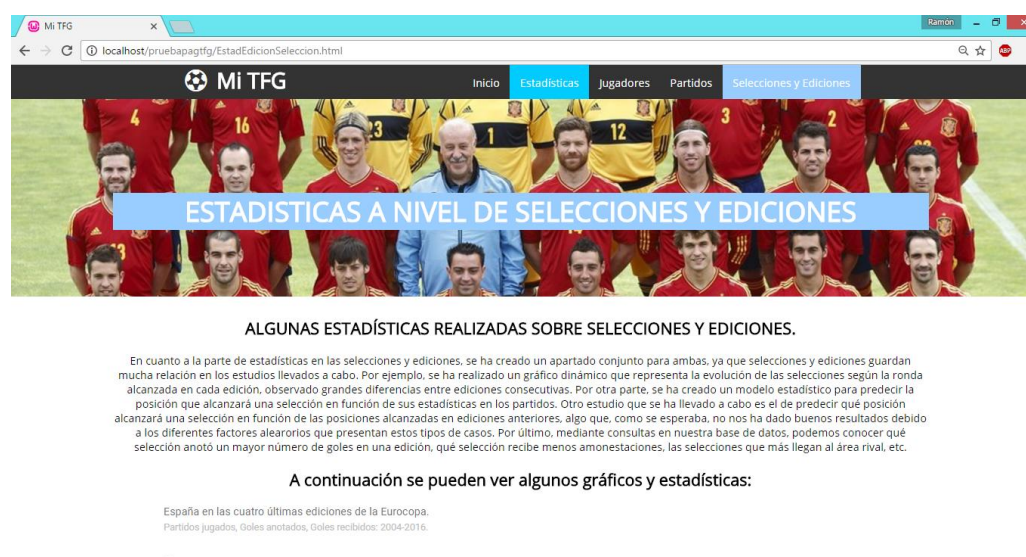 Mi TFG
Ramón
localhost/pruebapagtfg/EstadEdicionSeleccion.html
ABP
Mi TFG Inicio Estadísticas Jugadores Partidos Selecciones y Ediciones
4 16 23 1 12 3 2
ESTADISTICAS A NIVEL DE SELECCIONES Y EDICIONES
ALGUNAS ESTADÍSTICAS REALIZADAS SOBRE SELECCIONES Y EDICIONES.
En cuanto a la parte de estadísticas en las selecciones y ediciones, se ha creado un apartado conjunto para ambas, ya que selecciones y ediciones guardan
mucha relación en los estudios llevados a cabo. Por ejemplo, se ha realizado un gráfico dinámico que representa la evolución de las selecciones según la ronda
alcanzada en cada edición, observado grandes diferencias entre ediciones consecutivas. Por otra parte, se ha creado un modelo estadístico para predecir la
posición que alcanzará una selección en función de sus estadísticas en los partidos. Otro estudio que se ha llevado a cabo es el de predecir qué posición
alcanzará una selección en función de las posiciones alcanzadas en ediciones anteriores, algo que, como se esperaba, no nos ha dado buenos resultados debido
a los diferentes factores alearorios que presentan estos tipos de casos. Por último, mediante consultas en nuestra base de datos, podemos conocer qué
selección anotó un mayor número de goles en una edición, qué selección recibe menos amonestaciones, las selecciones que más llegan al área rival, etc.
A continuación se pueden ver algunos gráficos y estadísticas:
España en las cuatro últimas ediciones de la Eurocopa.
Partidos jugados, Goles anotados, Goles recibidos: 2004-2016.